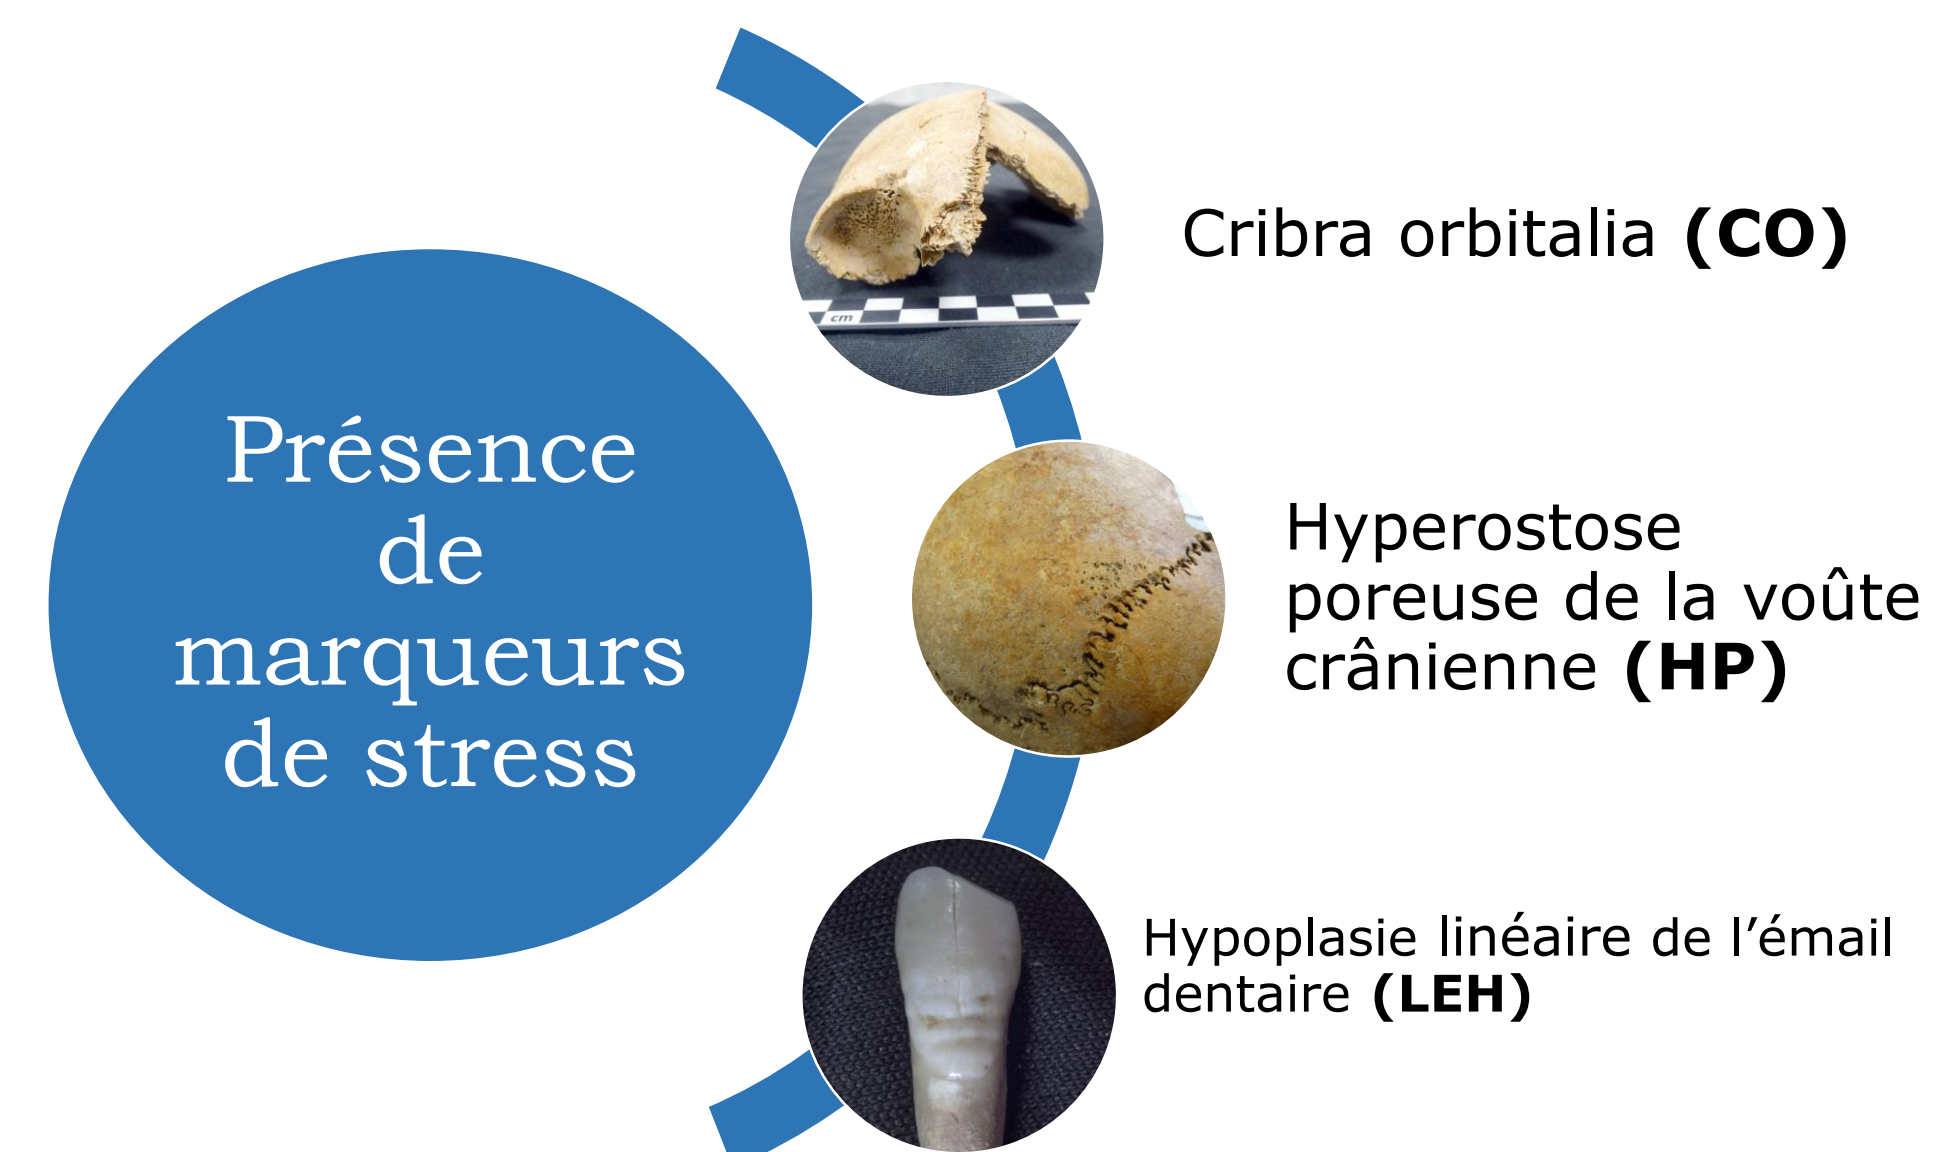 Présence
de
marqueurs
de stress
Cribra orbitalia (CO)
cm
Hyperostose
poreuse de la voûte
crânienne (HP)
Hypoplasie linéaire de l’émail
dentaire (LEH)